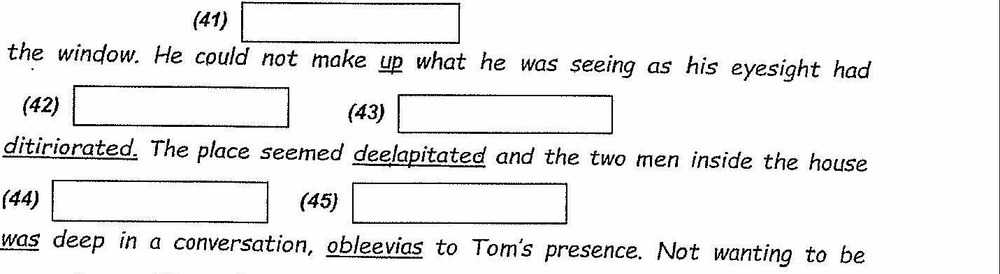 (41)
the window. He could not make up what he was seeing as his eyesight had
(42) (43)
ditiriorated. The place seemed deelapitated and the two men inside the house
(44) (45)
was deep in a conversation, obleevias to Tom's presence. Not wanting to be